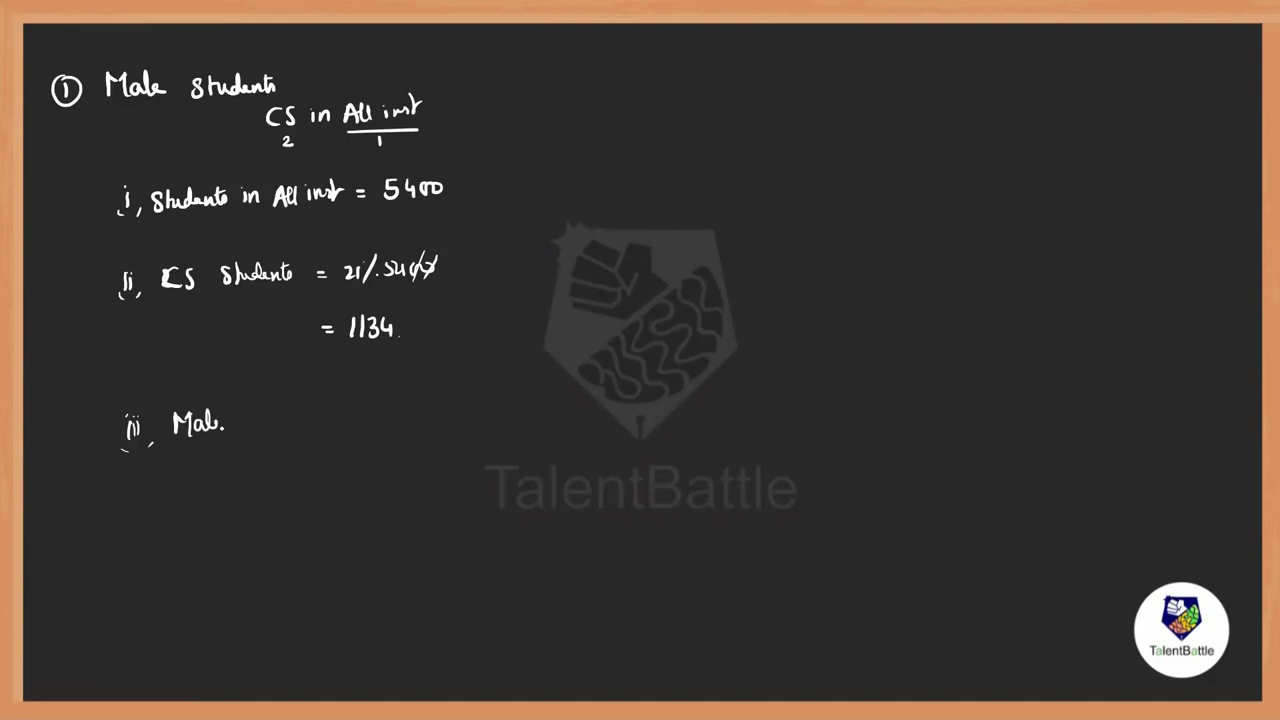 ① Male Students
CS in All inst
2 1
i, Students in All inst = 5400
ii, CS Students = 21%.5400
= 1134.
iii, Male.
TalentBattle
TalentBattle